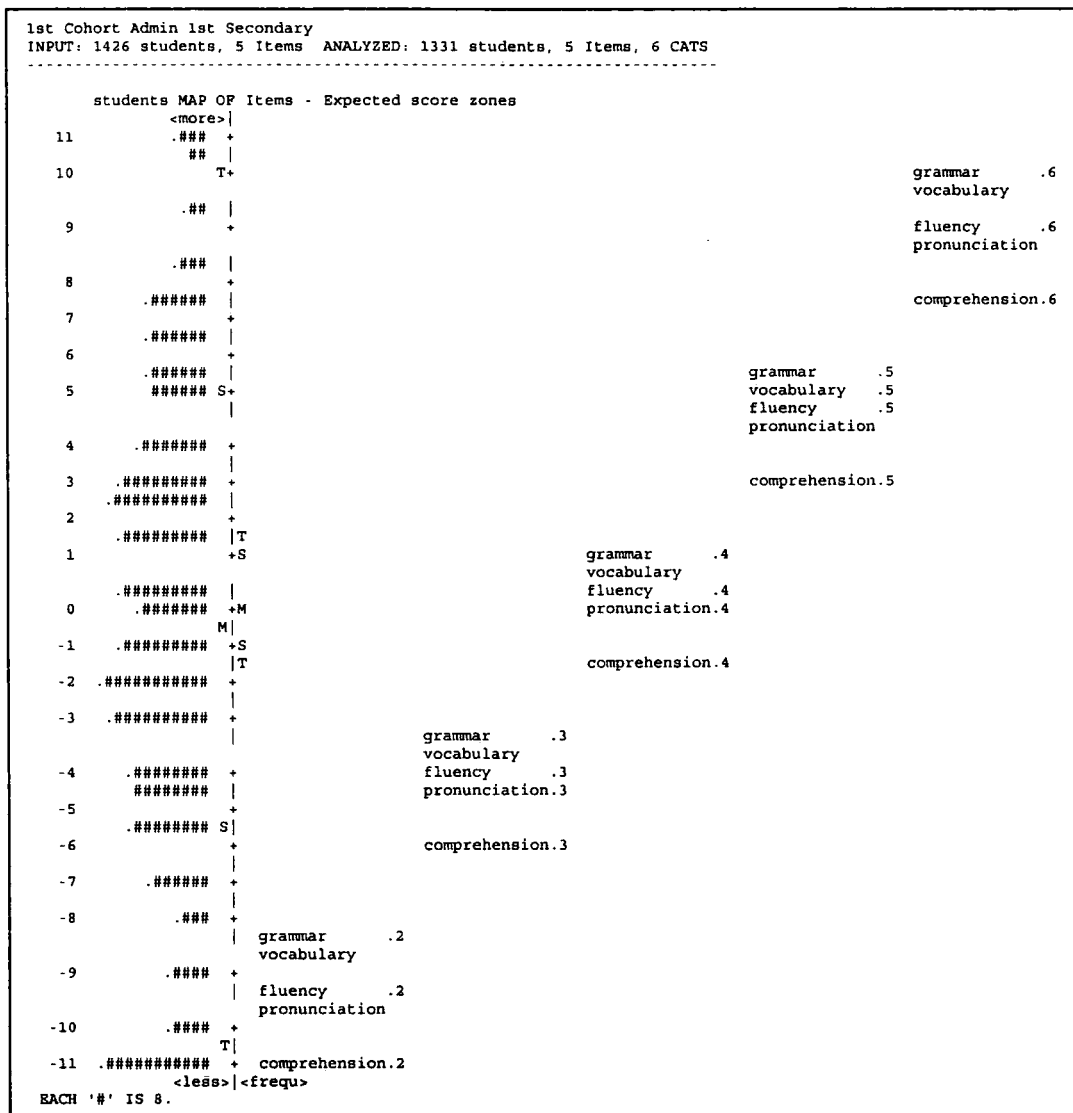 1st Cohort Admin 1st Secondary
INPUT: 1426 students, 5 Items  ANALYZED: 1331 students, 5 Items, 6 CATS
------------------------------------------------------------------------
students MAP OF Items - Expected score zones
<more>|
11 .### +
## |
10 T+ grammar .6
vocabulary
.## |
9 + fluency .6
pronunciation
.### |
8 +
.###### | comprehension.6
7 +
.###### |
6 +
.###### | grammar .5
5 ###### S+ vocabulary .5
| fluency .5
pronunciation
4 .####### +
|
3 .######### + comprehension.5
.########## |
2 +
.######### |T
1 +S grammar .4
vocabulary
.######### | fluency .4
0 .####### +M pronunciation.4
M|
-1 .######### +S
|T comprehension.4
-2 .########### +
|
-3 .########## +
| grammar .3
vocabulary
-4 .######## + fluency .3
######## | pronunciation.3
-5 +
.######## S|
-6 + comprehension.3
|
-7 .###### +
|
-8 .### +
| grammar .2
vocabulary
-9 .#### +
| fluency .2
pronunciation
-10 .#### +
T|
-11 .########### + comprehension.2
<less>|<frequ>
EACH '#' IS 8.